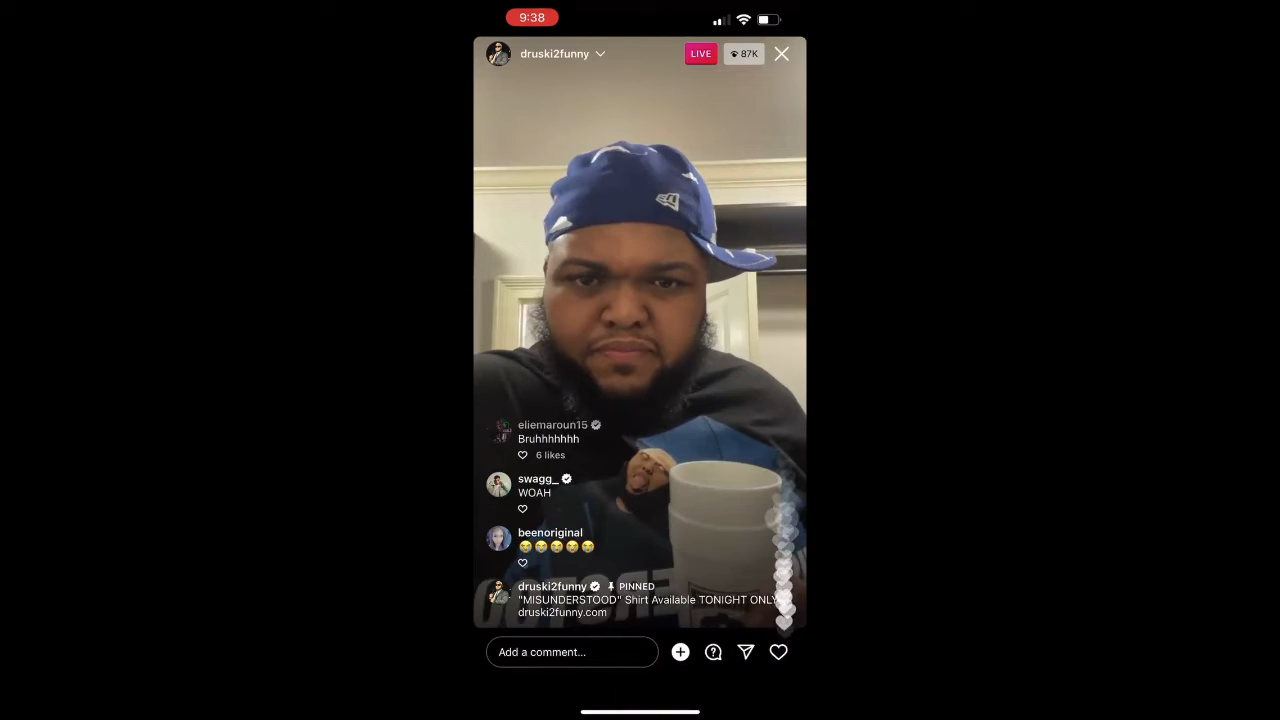 9:38
druski2funny
LIVE 87K
eliemaroun15
Bruhhhhhhh
6 likes
swagg_
WOAH
beenoriginal
😭😭😭😭😭
druski2funny PINNED
"MISUNDERSTOOD" Shirt Available TONIGHT ONLY
druski2funny.com
Add a comment...